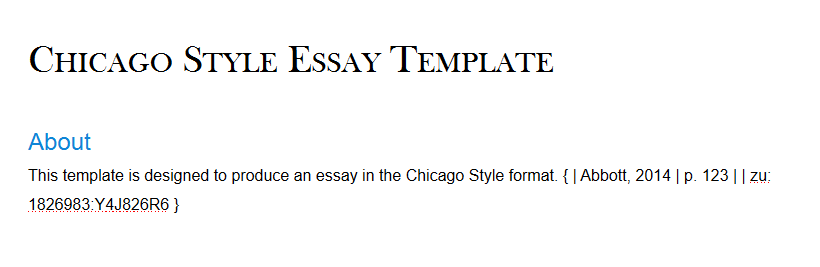 Chicago Style Essay Template
About
This template is designed to produce an essay in the Chicago Style format. { | Abbott, 2014 | p. 123 | | zu:
1826983:Y4J826R6 }